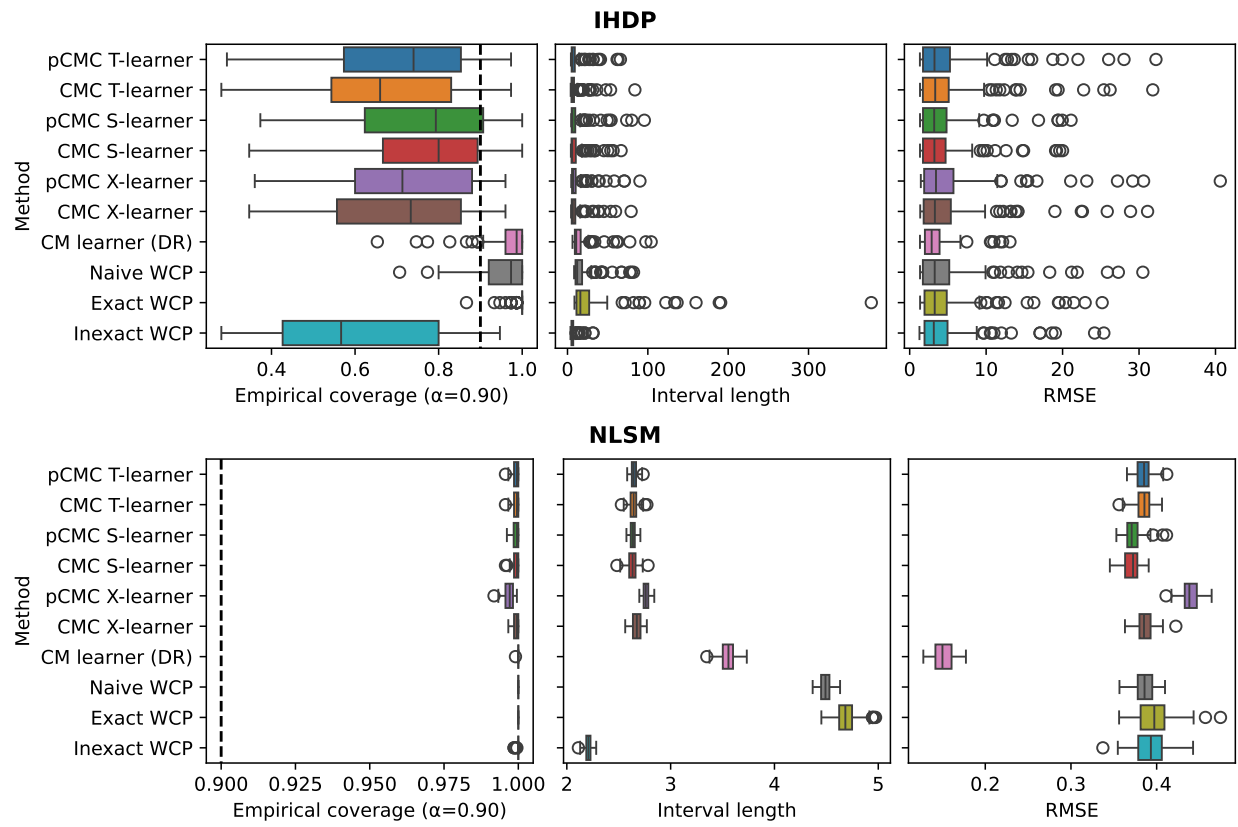 IHDP
Method
pCMC T-learner
CMC T-learner
pCMC S-learner
CMC S-learner
pCMC X-learner
CMC X-learner
CM learner (DR)
Naive WCP
Exact WCP
Inexact WCP
0.4 0.6 0.8 1.0
Empirical coverage (α=0.90)
0 100 200 300
Interval length
0 10 20 30 40
RMSE
NLSM
Method
pCMC T-learner
CMC T-learner
pCMC S-learner
CMC S-learner
pCMC X-learner
CMC X-learner
CM learner (DR)
Naive WCP
Exact WCP
Inexact WCP
0.900 0.925 0.950 0.975 1.000
Empirical coverage (α=0.90)
2 3 4 5
Interval length
0.2 0.3 0.4
RMSE